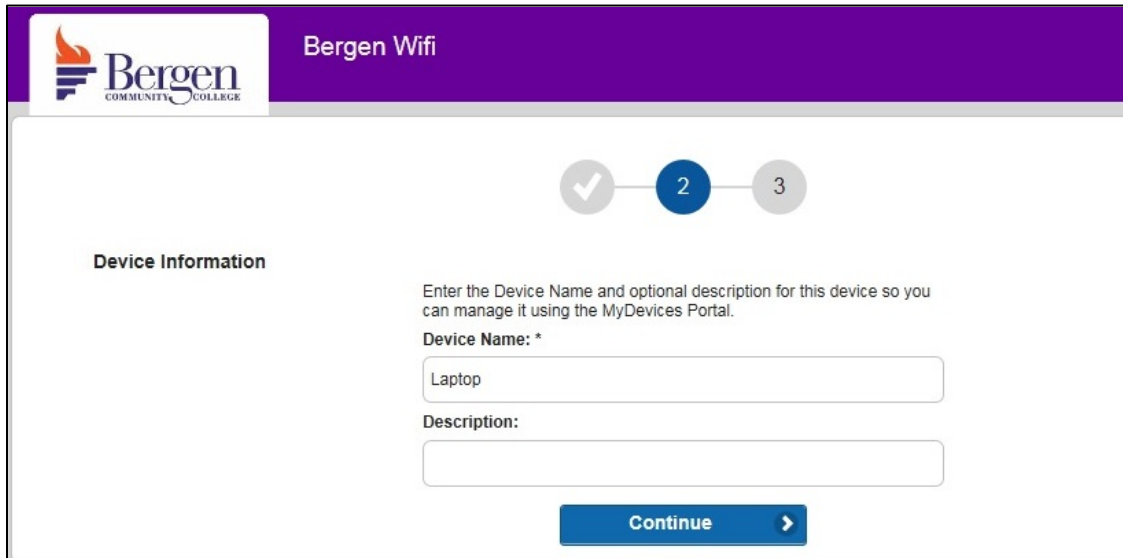 Bergen
COMMUNITY COLLEGE
Bergen Wifi
2
3
Device Information
Enter the Device Name and optional description for this device so you
can manage it using the MyDevices Portal.
Device Name: *
Laptop
Description:
Continue